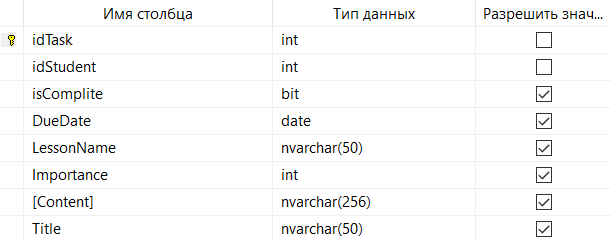 Имя столбца Тип данных Разрешить знач...
idTask int
idStudent int
isComplite bit
DueDate date
LessonName nvarchar(50)
Importance int
[Content] nvarchar(256)
Title nvarchar(50)